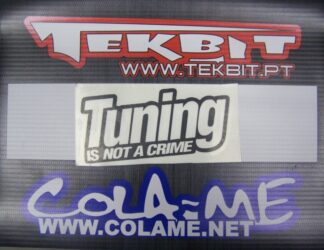 TEKBIT
WWW.TEKBIT.PT
Tuning
IS NOT A CRIME
COLA-ME
WWW.COLAME.NET